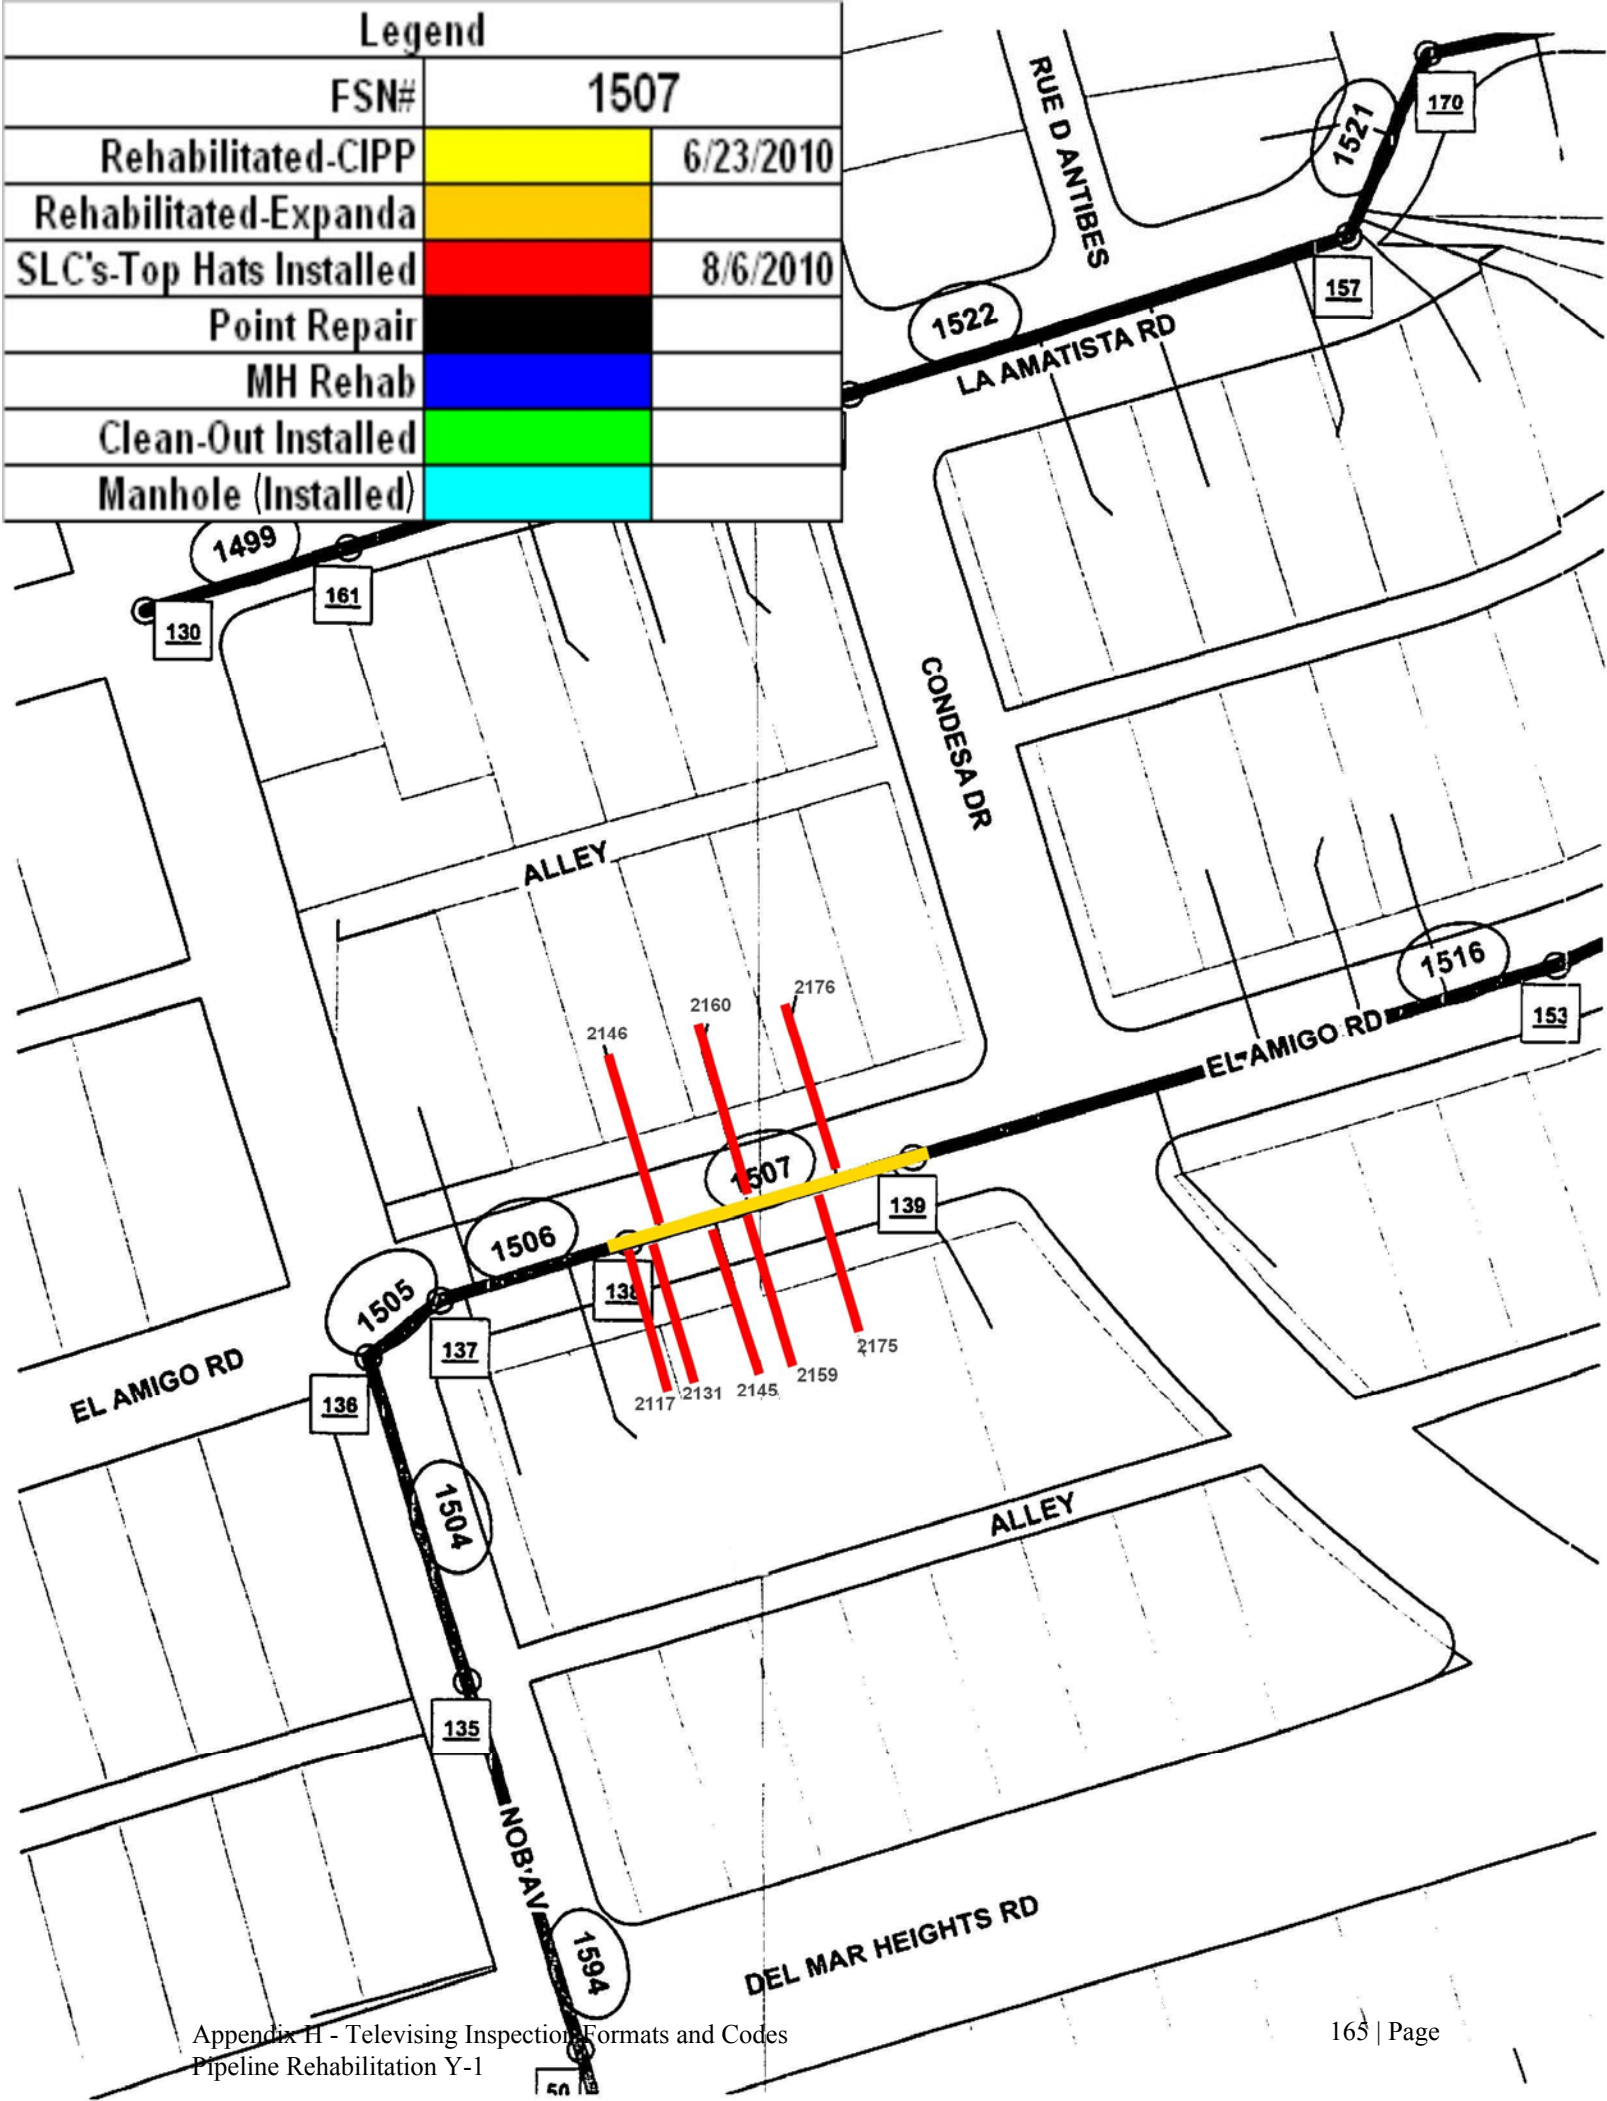 Legend
FSN# 1507
Rehabilitated-CIPP 6/23/2010
Rehabilitated-Expanda
SLC's-Top Hats Installed 8/6/2010
Point Repair
MH Rehab
Clean-Out Installed
Manhole (Installed)
RUE D ANTIBES
1521
170
157
1522
LA AMATISTA RD
1499
161
130
CONDESA DR
ALLEY
1516
153
EL AMIGO RD
2176
2160
2146
1507
139
1506
138
1505
137
136
EL AMIGO RD
2117
2131
2145
2159
2175
1504
ALLEY
135
NOB AV
1594
DEL MAR HEIGHTS RD
50
Appendix H - Televising Inspection Formats and Codes
Pipeline Rehabilitation Y-1
165 | Page